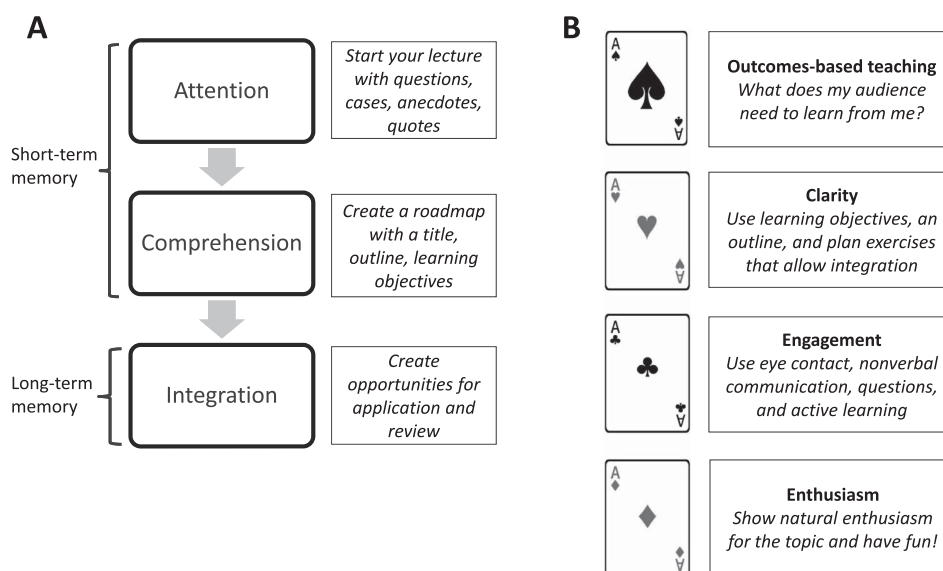 A
Short-term
memory
Attention
Start your lecture
with questions,
cases, anecdotes,
quotes
Comprehension
Create a roadmap
with a title,
outline, learning
objectives
Long-term
memory
Integration
Create
opportunities for
application and
review
B
A
A
Outcomes-based teaching
What does my audience
need to learn from me?
A
A
Clarity
Use learning objectives, an
outline, and plan exercises
that allow integration
A
A
Engagement
Use eye contact, nonverbal
communication, questions,
and active learning
A
A
Enthusiasm
Show natural enthusiasm
for the topic and have fun!